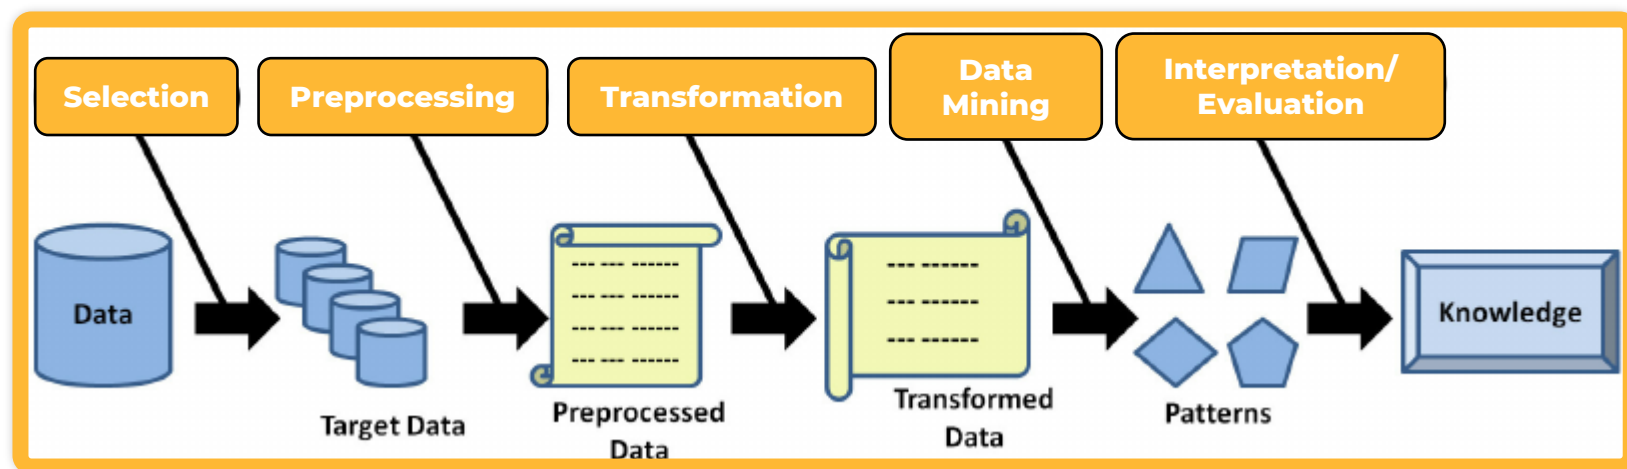 Selection
Preprocessing
Transformation
Data
Mining
Interpretation/
Evaluation
Data
Target Data
Preprocessed
Data
Transformed
Data
Patterns
Knowledge